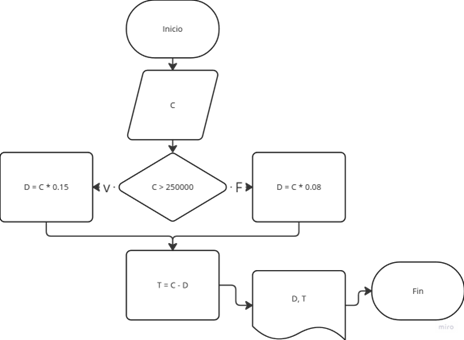 Inicio
C
D = C * 0.15
V
C > 250000
F
D = C * 0.08
T = C - D
D, T
Fin
miro